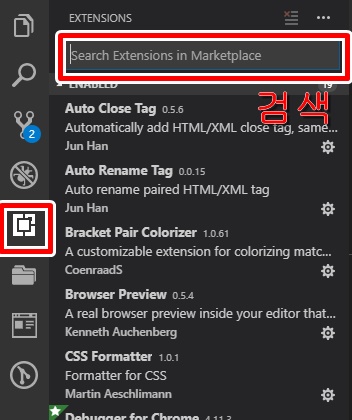 EXTENSIONS
Search Extensions in Marketplace
ENABLED 19
검색
Auto Close Tag 0.5.6
Automatically add HTML/XML close tag, same...
Jun Han
Auto Rename Tag 0.0.15
Auto rename paired HTML/XML tag
Jun Han
2
Bracket Pair Colorizer 1.0.61
A customizable extension for colorizing matc...
CoenraadS
Browser Preview 0.5.4
A real browser preview inside your editor that...
Kenneth Auchenberg
CSS Formatter 1.0.1
Formatter for CSS
Martin Aeschlimann
Debugger for Chrome 4.11.3